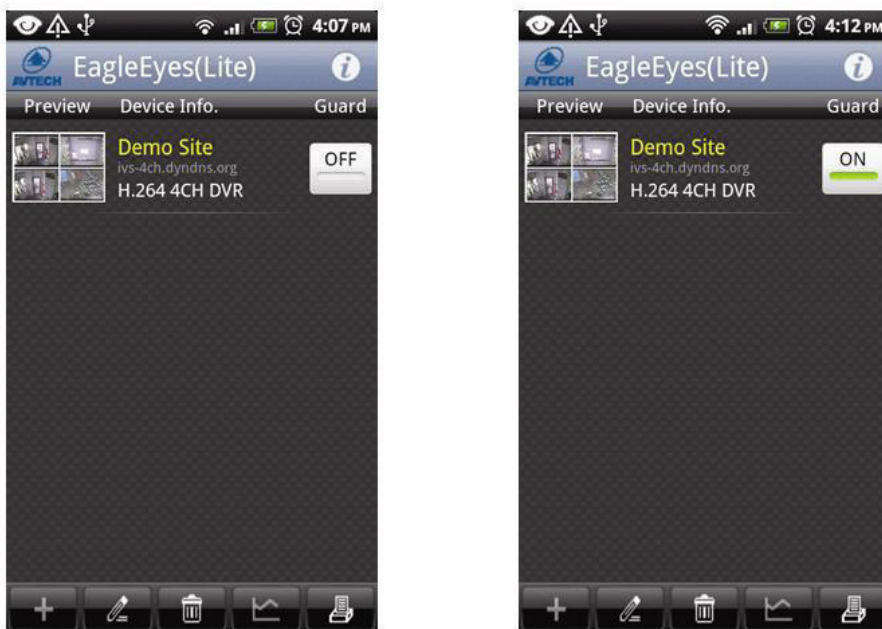 4:07 PM
AVTECH EagleEyes(Lite) i
Preview Device Info. Guard
Demo Site
ivs-4ch.dyndns.org
H.264 4CH DVR
OFF
4:12 PM
AVTECH EagleEyes(Lite) i
Preview Device Info. Guard
Demo Site
ivs-4ch.dyndns.org
H.264 4CH DVR
ON